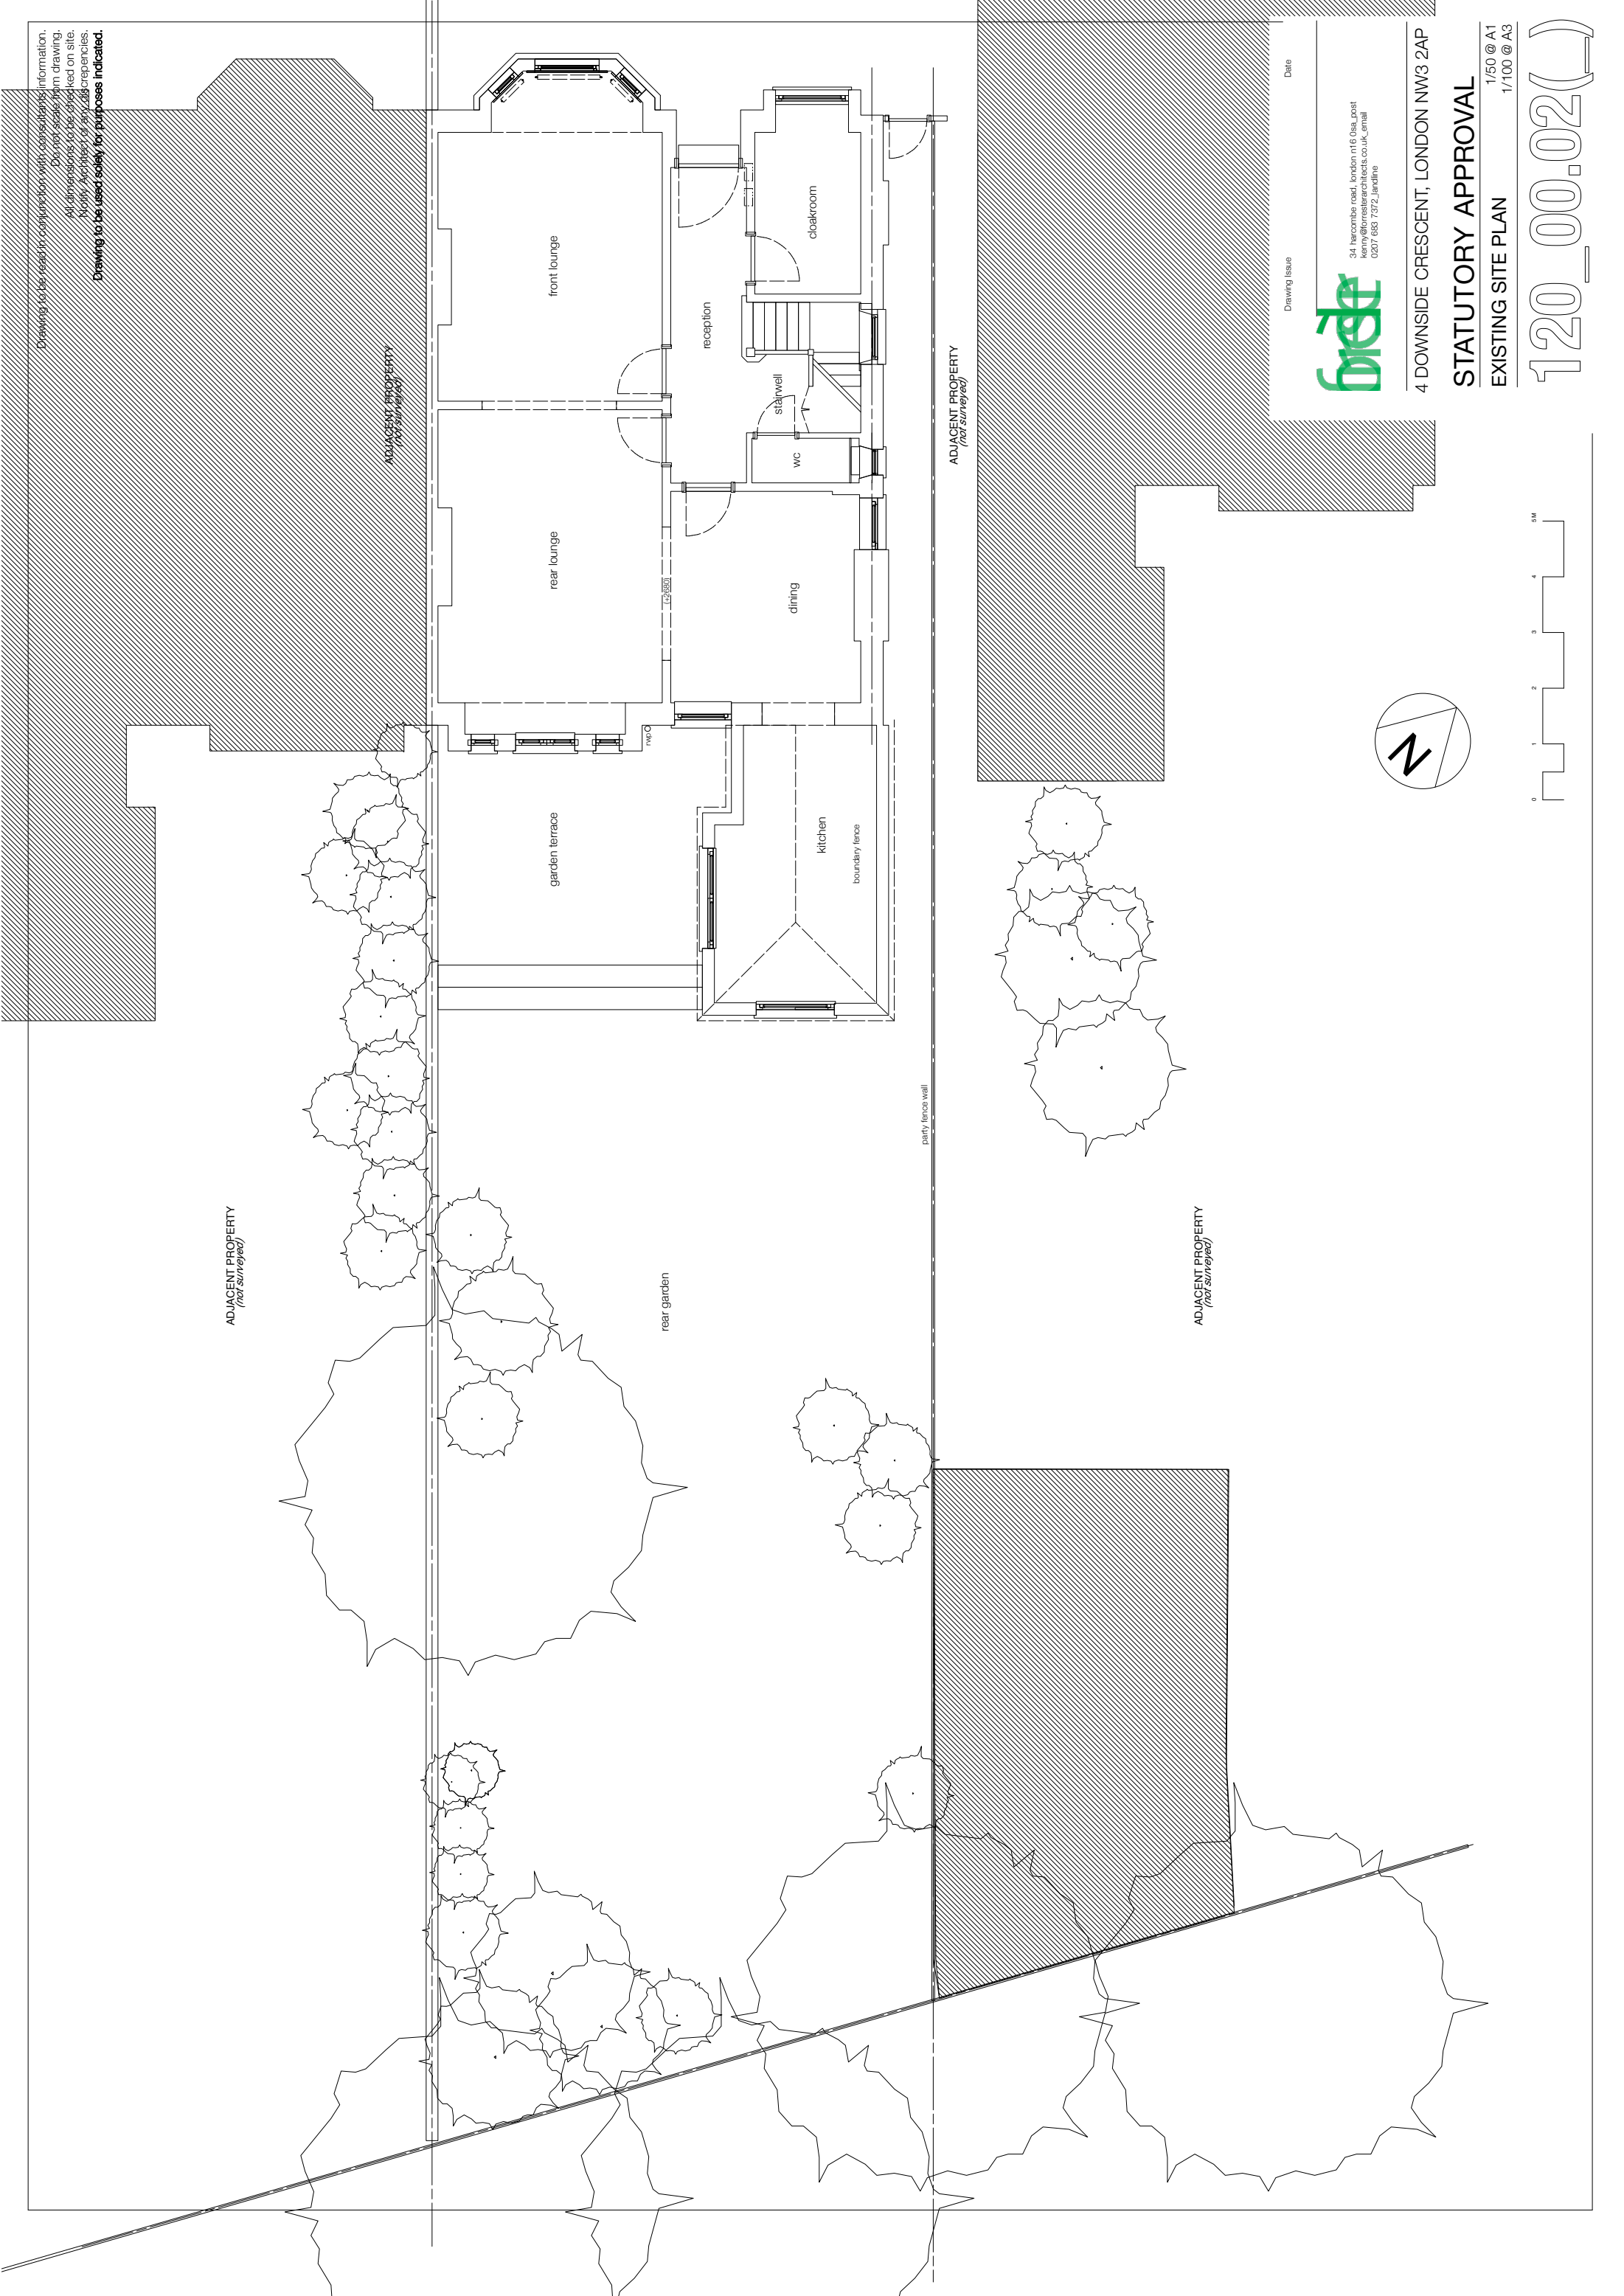 Drawing to be read in conjunction with consultants information.
Do not scale from drawing.
All dimensions to be checked on site.
Notify Architect of any discrepencies.
Drawing to be used solely for purposes indicated.
ADJACENT PROPERTY
(not surveyed)
front lounge
reception
cloakroom
stairwell
wc
rear lounge
(+2680)
dining
rwp
garden terrace
kitchen
boundary fence
ADJACENT PROPERTY
(not surveyed)
party fence wall
rear garden
ADJACENT PROPERTY
(not surveyed)
ADJACENT PROPERTY
(not surveyed)
N
0 1 2 3 4 5M
Drawing Issue Date
forrester
34 harcombe road, london n16 0sa_post
kenny@forresterarchitects.co.uk_email
0207 683 7372_landline
4 DOWNSIDE CRESCENT, LONDON NW3 2AP
STATUTORY APPROVAL
EXISTING SITE PLAN
1/50 @ A1
1/100 @ A3
120_00.02(_)